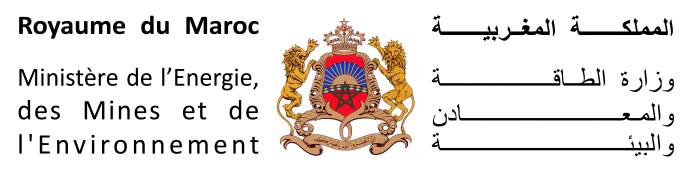 Royaume du Maroc
Ministère de l’Energie,
des Mines et de
l'Environnement
المملكة المغربية
وزارة الطاقة
والمعادن
والبيئة